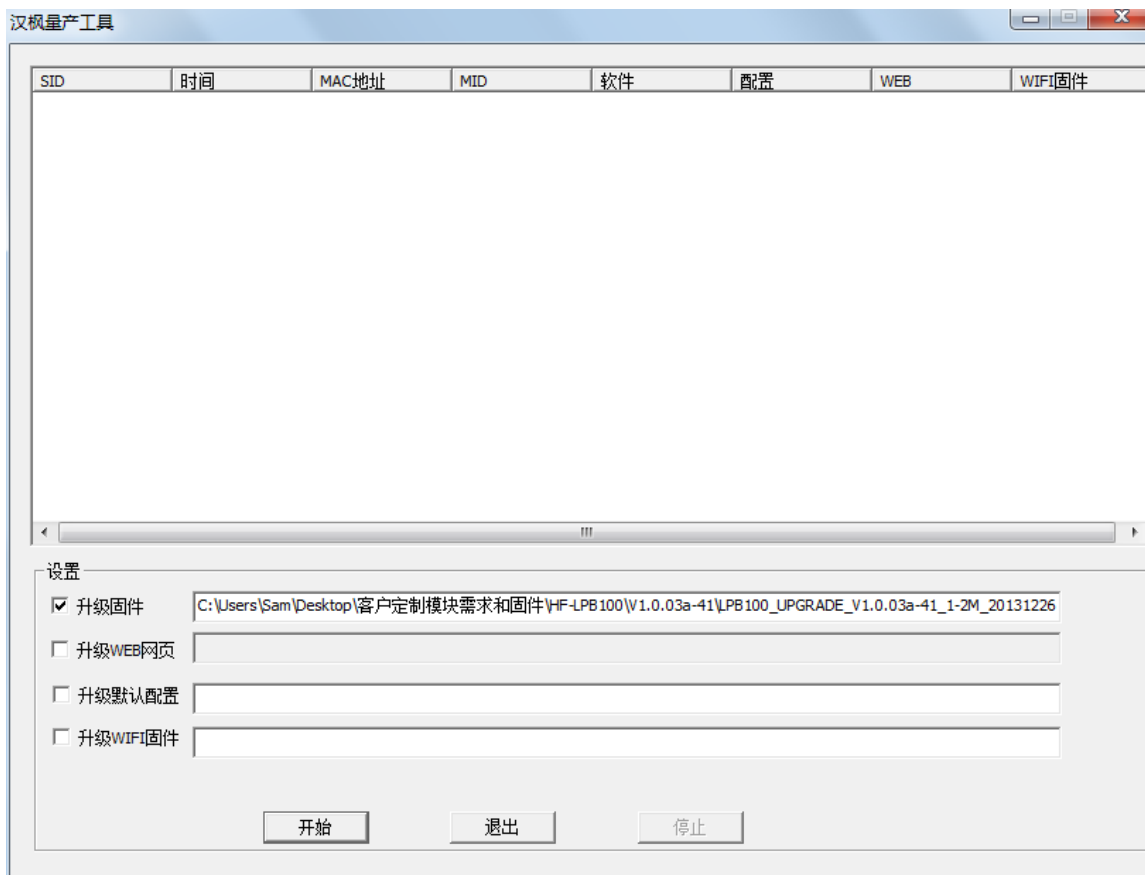 汉枫量产工具
SID 时间 MAC地址 MID 软件 配置 WEB WIFI固件
设置
升级固件 C:\Users\Sam\Desktop\客户定制模块需求和固件\HF-LPB100\V1.0.03a-41\LPB100_UPGRADE_V1.0.03a-41_1-2M_20131226
升级WEB网页
升级默认配置
升级WIFI固件
开始 退出 停止